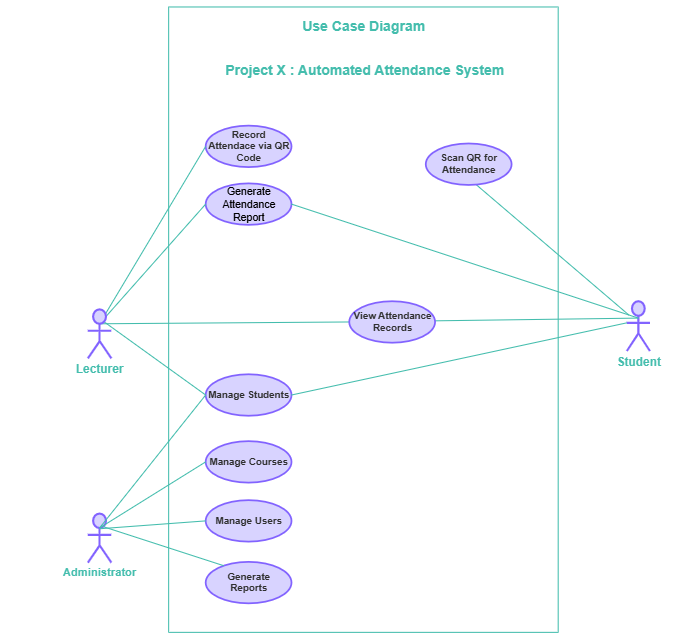 Use Case Diagram
Project X : Automated Attendance System
Record
Attendace via QR
Code
Scan QR for
Attendance
Generate
Attendance
Report
View Attendance
Records
Lecturer
Student
Manage Students
Manage Courses
Manage Users
Administrator
Generate
Reports